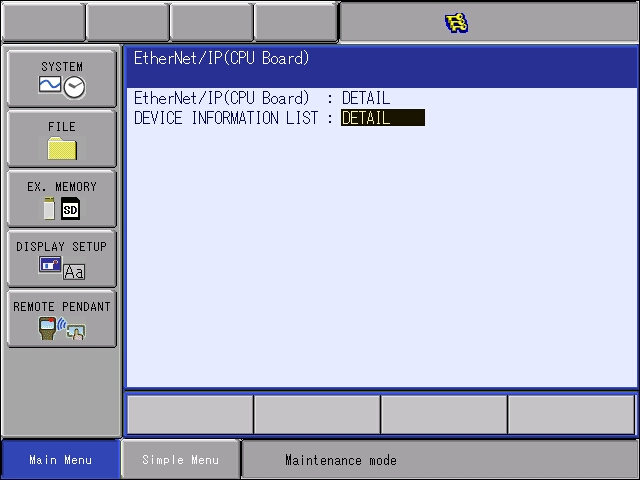 EtherNet/IP(CPU Board)
EtherNet/IP(CPU Board) : DETAIL
DEVICE INFORMATION LIST : DETAIL
SYSTEM
FILE
EX. MEMORY
SD
DISPLAY SETUP
Aa
REMOTE PENDANT
Main Menu
Simple Menu
Maintenance mode